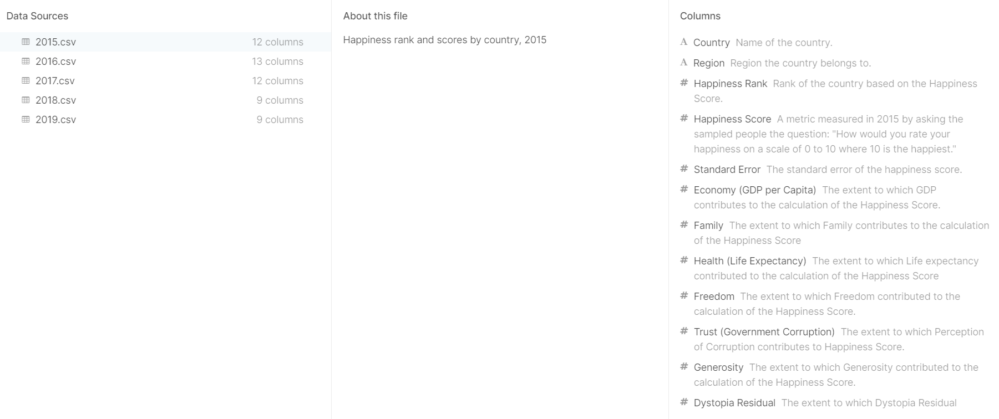 Data Sources
2015.csv 12 columns
2016.csv 13 columns
2017.csv 12 columns
2018.csv 9 columns
2019.csv 9 columns
About this file
Happiness rank and scores by country, 2015
Columns
A Country Name of the country.
A Region Region the country belongs to.
# Happiness Rank Rank of the country based on the Happiness
Score.
# Happiness Score A metric measured in 2015 by asking the
sampled people the question: "How would you rate your
happiness on a scale of 0 to 10 where 10 is the happiest."
# Standard Error The standard error of the happiness score.
# Economy (GDP per Capita) The extent to which GDP
contributes to the calculation of the Happiness Score.
# Family The extent to which Family contributes to the calculation
of the Happiness Score
# Health (Life Expectancy) The extent to which Life expectancy
contributed to the calculation of the Happiness Score
# Freedom The extent to which Freedom contributed to the
calculation of the Happiness Score.
# Trust (Government Corruption) The extent to which Perception
of Corruption contributes to Happiness Score.
# Generosity The extent to which Generosity contributed to the
calculation of the Happiness Score.
# Dystopia Residual The extent to which Dystopia Residual